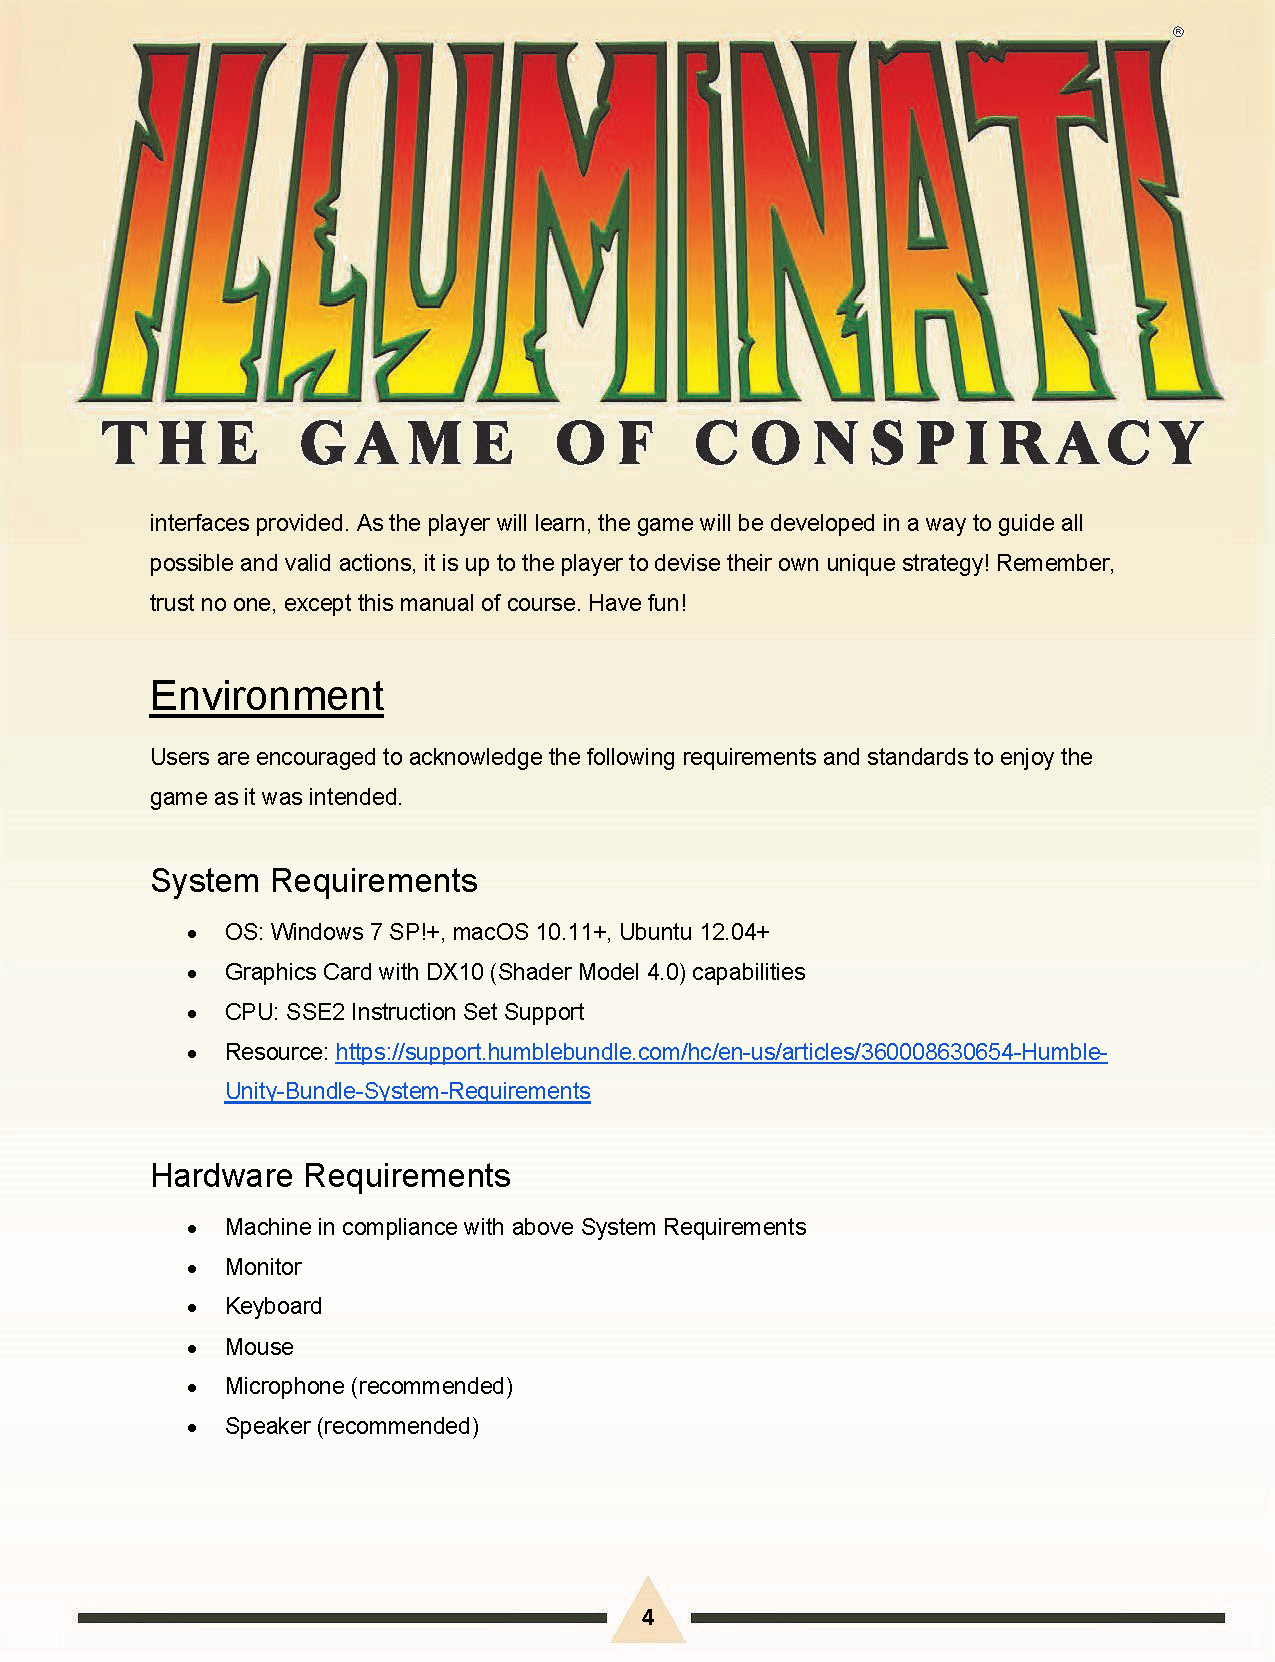 ILLUMINATI®
THE GAME OF CONSPIRACY
interfaces provided. As the player will learn, the game will be developed in a way to guide all
possible and valid actions, it is up to the player to devise their own unique strategy! Remember,
trust no one, except this manual of course. Have fun!
Environment
Users are encouraged to acknowledge the following requirements and standards to enjoy the
game as it was intended.
System Requirements
● OS: Windows 7 SP!+, macOS 10.11+, Ubuntu 12.04+
● Graphics Card with DX10 (Shader Model 4.0) capabilities
● CPU: SSE2 Instruction Set Support
● Resource: https://support.humblebundle.com/hc/en-us/articles/360008630654-Humble-
Unity-Bundle-System-Requirements
Hardware Requirements
● Machine in compliance with above System Requirements
● Monitor
● Keyboard
● Mouse
● Microphone (recommended)
● Speaker (recommended)
4